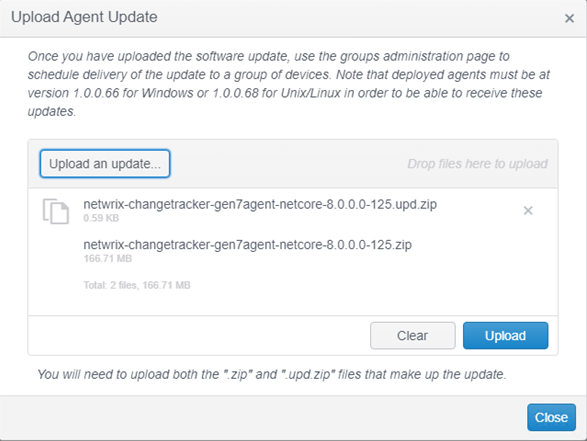 Upload Agent Update
×
Once you have uploaded the software update, use the groups administration page to
schedule delivery of the update to a group of devices. Note that deployed agents must be at
version 1.0.0.66 for Windows or 1.0.0.68 for Unix/Linux in order to be able to receive these
updates.
Upload an update... Drop files here to upload
netwrix-changetracker-gen7agent-netcore-8.0.0.0-125.upd.zip
0.59 KB
netwrix-changetracker-gen7agent-netcore-8.0.0.0-125.zip
166.71 MB
Total: 2 files, 166.71 MB
Clear Upload
You will need to upload both the ".zip" and ".upd.zip" files that make up the update.
Close